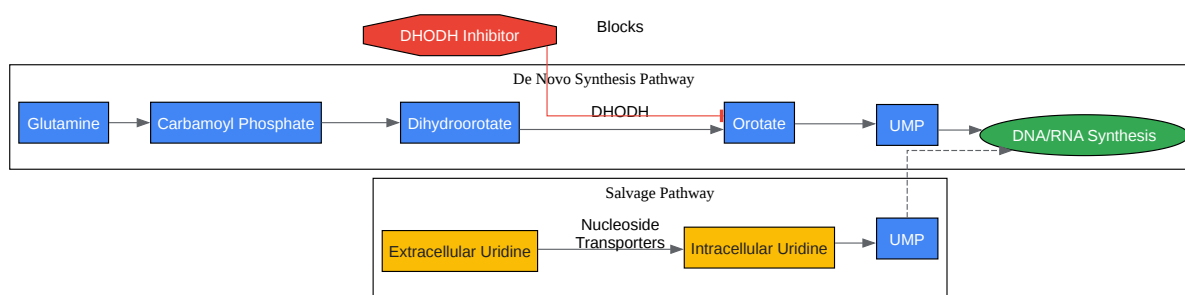 DHODH Inhibitor
Blocks
De Novo Synthesis Pathway
Glutamine
Carbamoyl Phosphate
Dihydroorotate
DHODH
Orotate
UMP
DNA/RNA Synthesis
Salvage Pathway
Extracellular Uridine
Nucleoside
Transporters
Intracellular Uridine
UMP